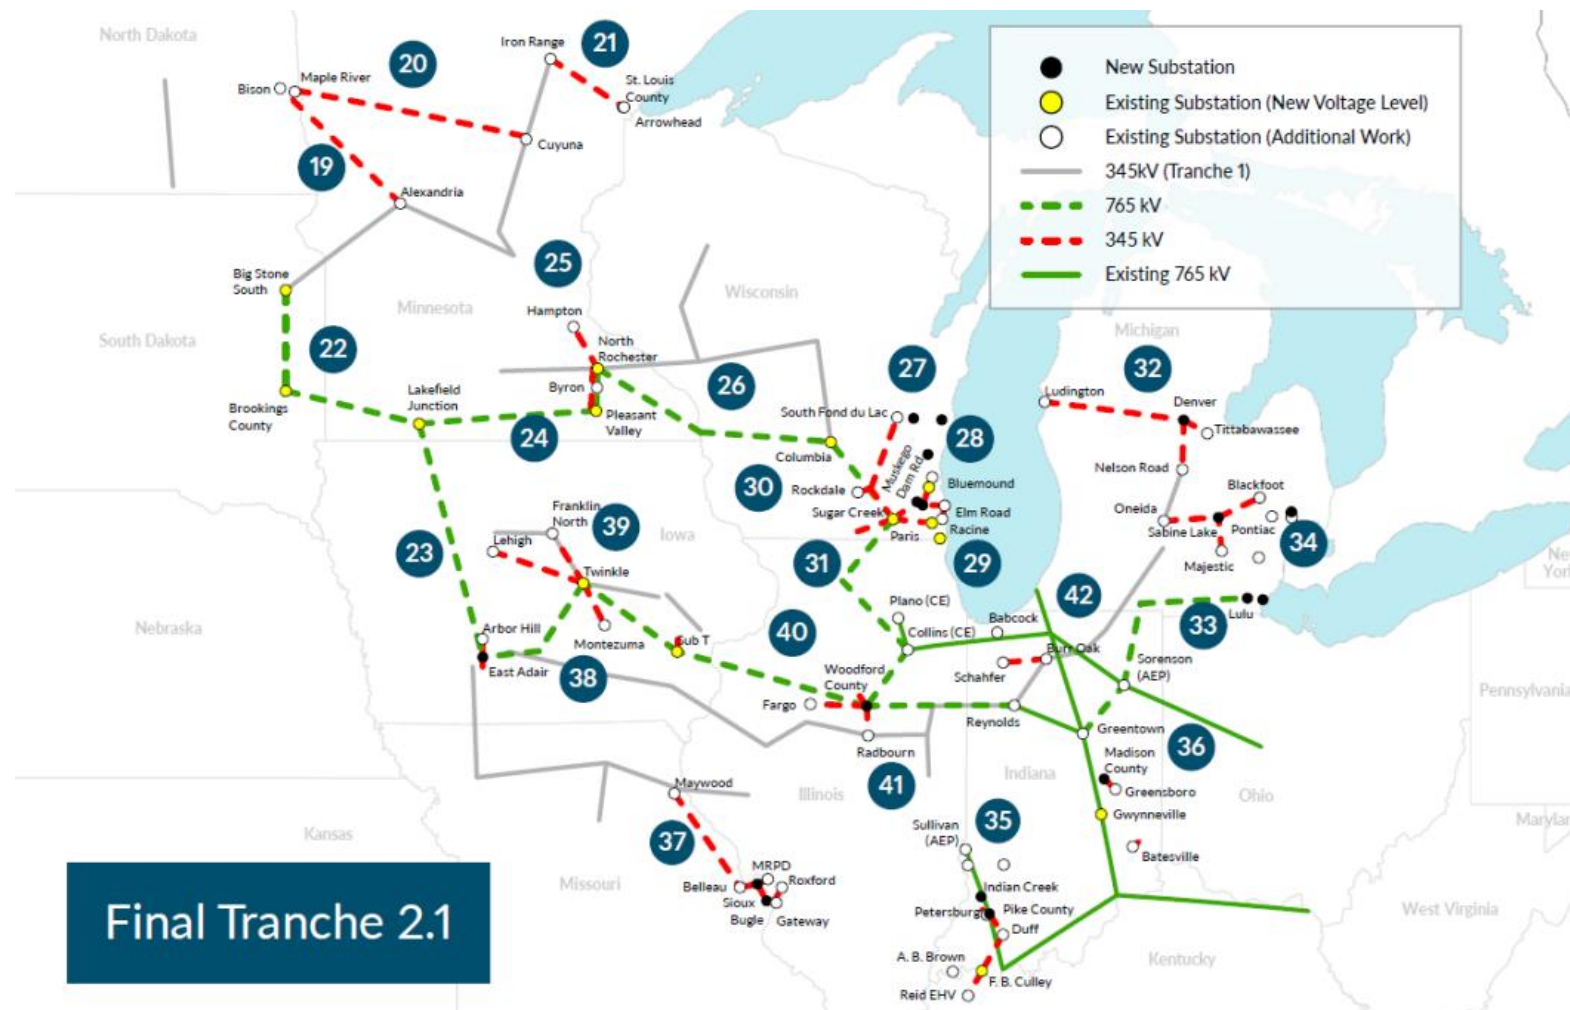 North Dakota
20
Iron Range
21
Bison
Maple River
St. Louis
County
Arrowhead
Cuyuna
19
Alexandria
New Substation
Existing Substation (New Voltage Level)
Existing Substation (Additional Work)
345kV (Tranche 1)
765 kV
345 kV
Existing 765 kV
Big Stone
South
25
Minnesota
Wisconsin
Michigan
South Dakota
22
Hampton
North
Rochester
Byron
Pleasant
Valley
Brookings
County
Lakefield
Junction
24
26
27
South Fond du Lac
28
Columbia
30
Rockdale
Muskego
Dam Rd
Bluemound
Sugar Creek
Elm Road
Racine
Paris
29
31
32
Ludington
Denver
Tittabawassee
Nelson Road
Blackfoot
Oneida
Sabine Lake
Pontiac
34
Majestic
New
York
23
Franklin
North
39
Iowa
Lehigh
Twinkle
Nebraska
Arbor Hill
Montezuma
Sub T
East Adair
38
40
Plano (CE)
Collins (CE)
Babcock
42
Burr Oak
Schahfer
33
Lulu
Sorenson
(AEP)
Pennsylvania
Woodford
County
Fargo
Reynolds
Greentown
36
Radbourn
41
Madison
County
Greensboro
Indiana
Ohio
Gwynneville
Batesville
Maryla
Maywood
Illinois
Kansas
37
Missouri
MRPD
Belleau
Roxford
Sioux
Bugle
Gateway
Sullivan
(AEP)
35
Indian Creek
Petersburg
Pike County
Duff
A. B. Brown
F. B. Culley
Reid EHV
Kentucky
West Virginia
Final Tranche 2.1